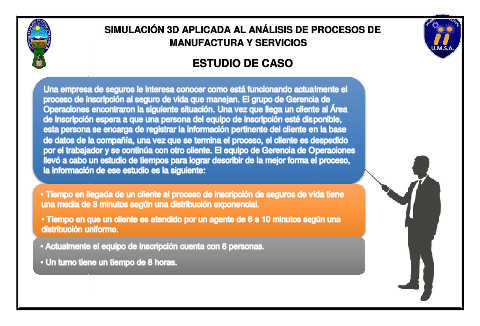 SIMULACIÓN 3D APLICADA AL ANÁLISIS DE PROCESOS DE
MANUFACTURA Y SERVICIOS
ESTUDIO DE CASO
U.M.S.A.
Una empresa de seguros le interesa conocer como está funcionando actualmente el
proceso de inscripción al seguro de vida que manejan. El grupo de Gerencia de
Operaciones encontraron la siguiente situación. Una vez que llega un cliente al Área
de Inscripción espera a que una persona del equipo de inscripción esté disponible,
esta persona se encarga de registrar la información pertinente del cliente en la base
de datos de la compañía, una vez que se termina el proceso, el cliente es despedido
por el trabajador y se continúa con otro cliente. El equipo de Gerencia de Operaciones
llevó a cabo un estudio de tiempos para lograr describir de la mejor forma el proceso,
la información de ese estudio es la siguiente:
• Tiempo en llegada de un cliente al proceso de inscripción de seguros de vida tiene
una media de 3 minutos según una distribución exponencial.
• Tiempo en que un cliente es atendido por un agente de 6 a 10 minutos según una
distribución uniforme.
• Actualmente el equipo de inscripción cuenta con 6 personas.
• Un turno tiene un tiempo de 8 horas.